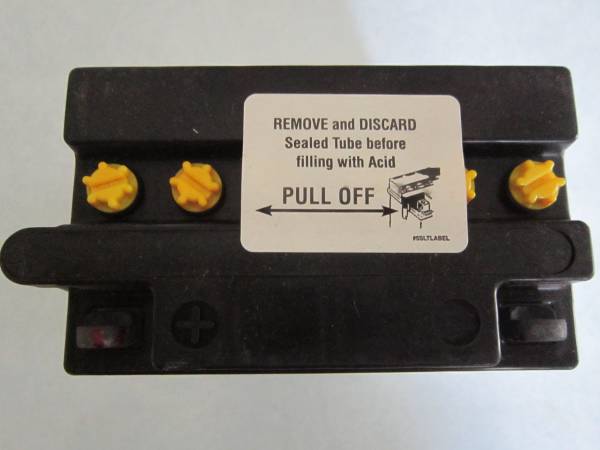 REMOVE and DISCARD
Sealed Tube before
filling with Acid
PULL OFF
#SSLTLABEL
+